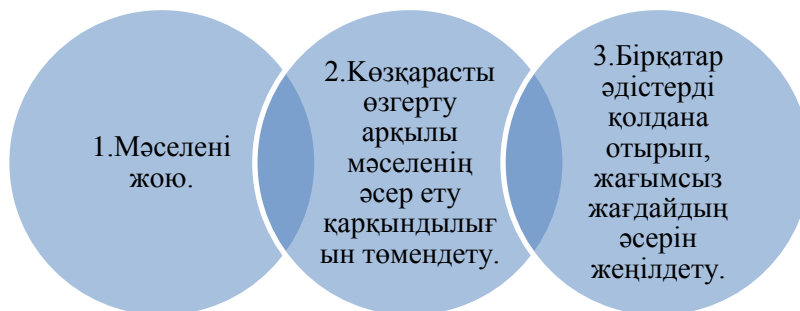 1.Мәселені
жою.
2.Көзқарасты
өзгерту
арқылы
мәселенің
әсер ету
қарқындылығ
ын төмендету.
3.Бірқатар
әдістерді
қолдана
отырып,
жағымсыз
жағдайдың
әсерін
жеңілдету.